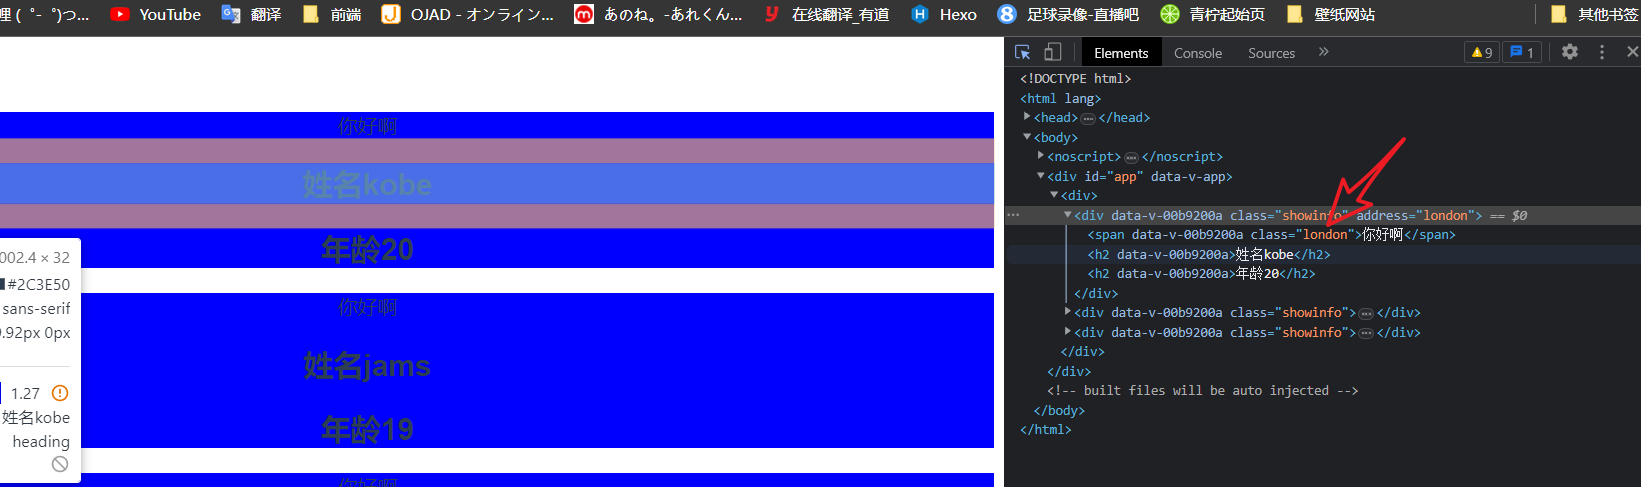 哩 ( ゜- ゜)つ... YouTube 翻译 前端 OJAD - オンライン... あのね。-あれくん... 在线翻译_有道 Hexo 足球录像-直播吧 青柠起始页 壁纸网站 其他书签
Elements Console Sources » 9 1
你好啊
姓名kobe
年龄20
002.4 × 32
#2C3E50
sans-serif
.92px 0px
1.27
姓名kobe
heading
你好啊
姓名jams
年龄19
你好啊
<!DOCTYPE html>
<html lang>
<head>…</head>
<body>
<noscript>…</noscript>
<div id="app" data-v-app>
<div>
… <div data-v-00b9200a class="showinfo" address="london"> == $0
<span data-v-00b9200a class="london">你好啊</span>
<h2 data-v-00b9200a>姓名kobe</h2>
<h2 data-v-00b9200a>年龄20</h2>
</div>
<div data-v-00b9200a class="showinfo">…</div>
<div data-v-00b9200a class="showinfo">…</div>
</div>
</div>
<!-- built files will be auto injected -->
</body>
</html>